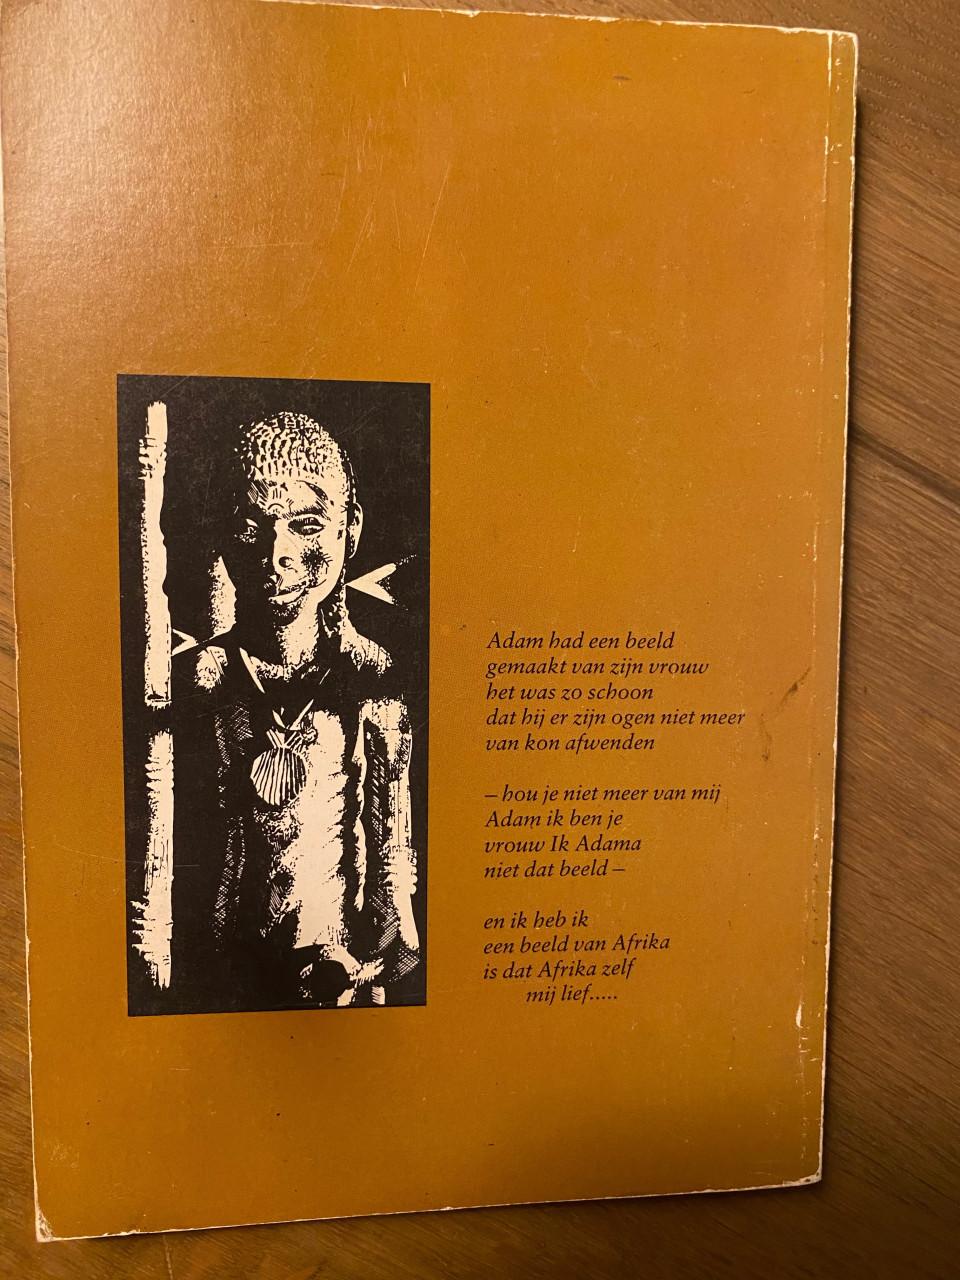 Adam had een beeld
gemaakt van zijn vrouw
het was zo schoon
dat hij er zijn ogen niet meer
van kon afwenden
– hou je niet meer van mij
Adam ik ben je
vrouw Ik Adama
niet dat beeld –
en ik heb ik
een beeld van Afrika
is dat Afrika zelf
mij lief.....